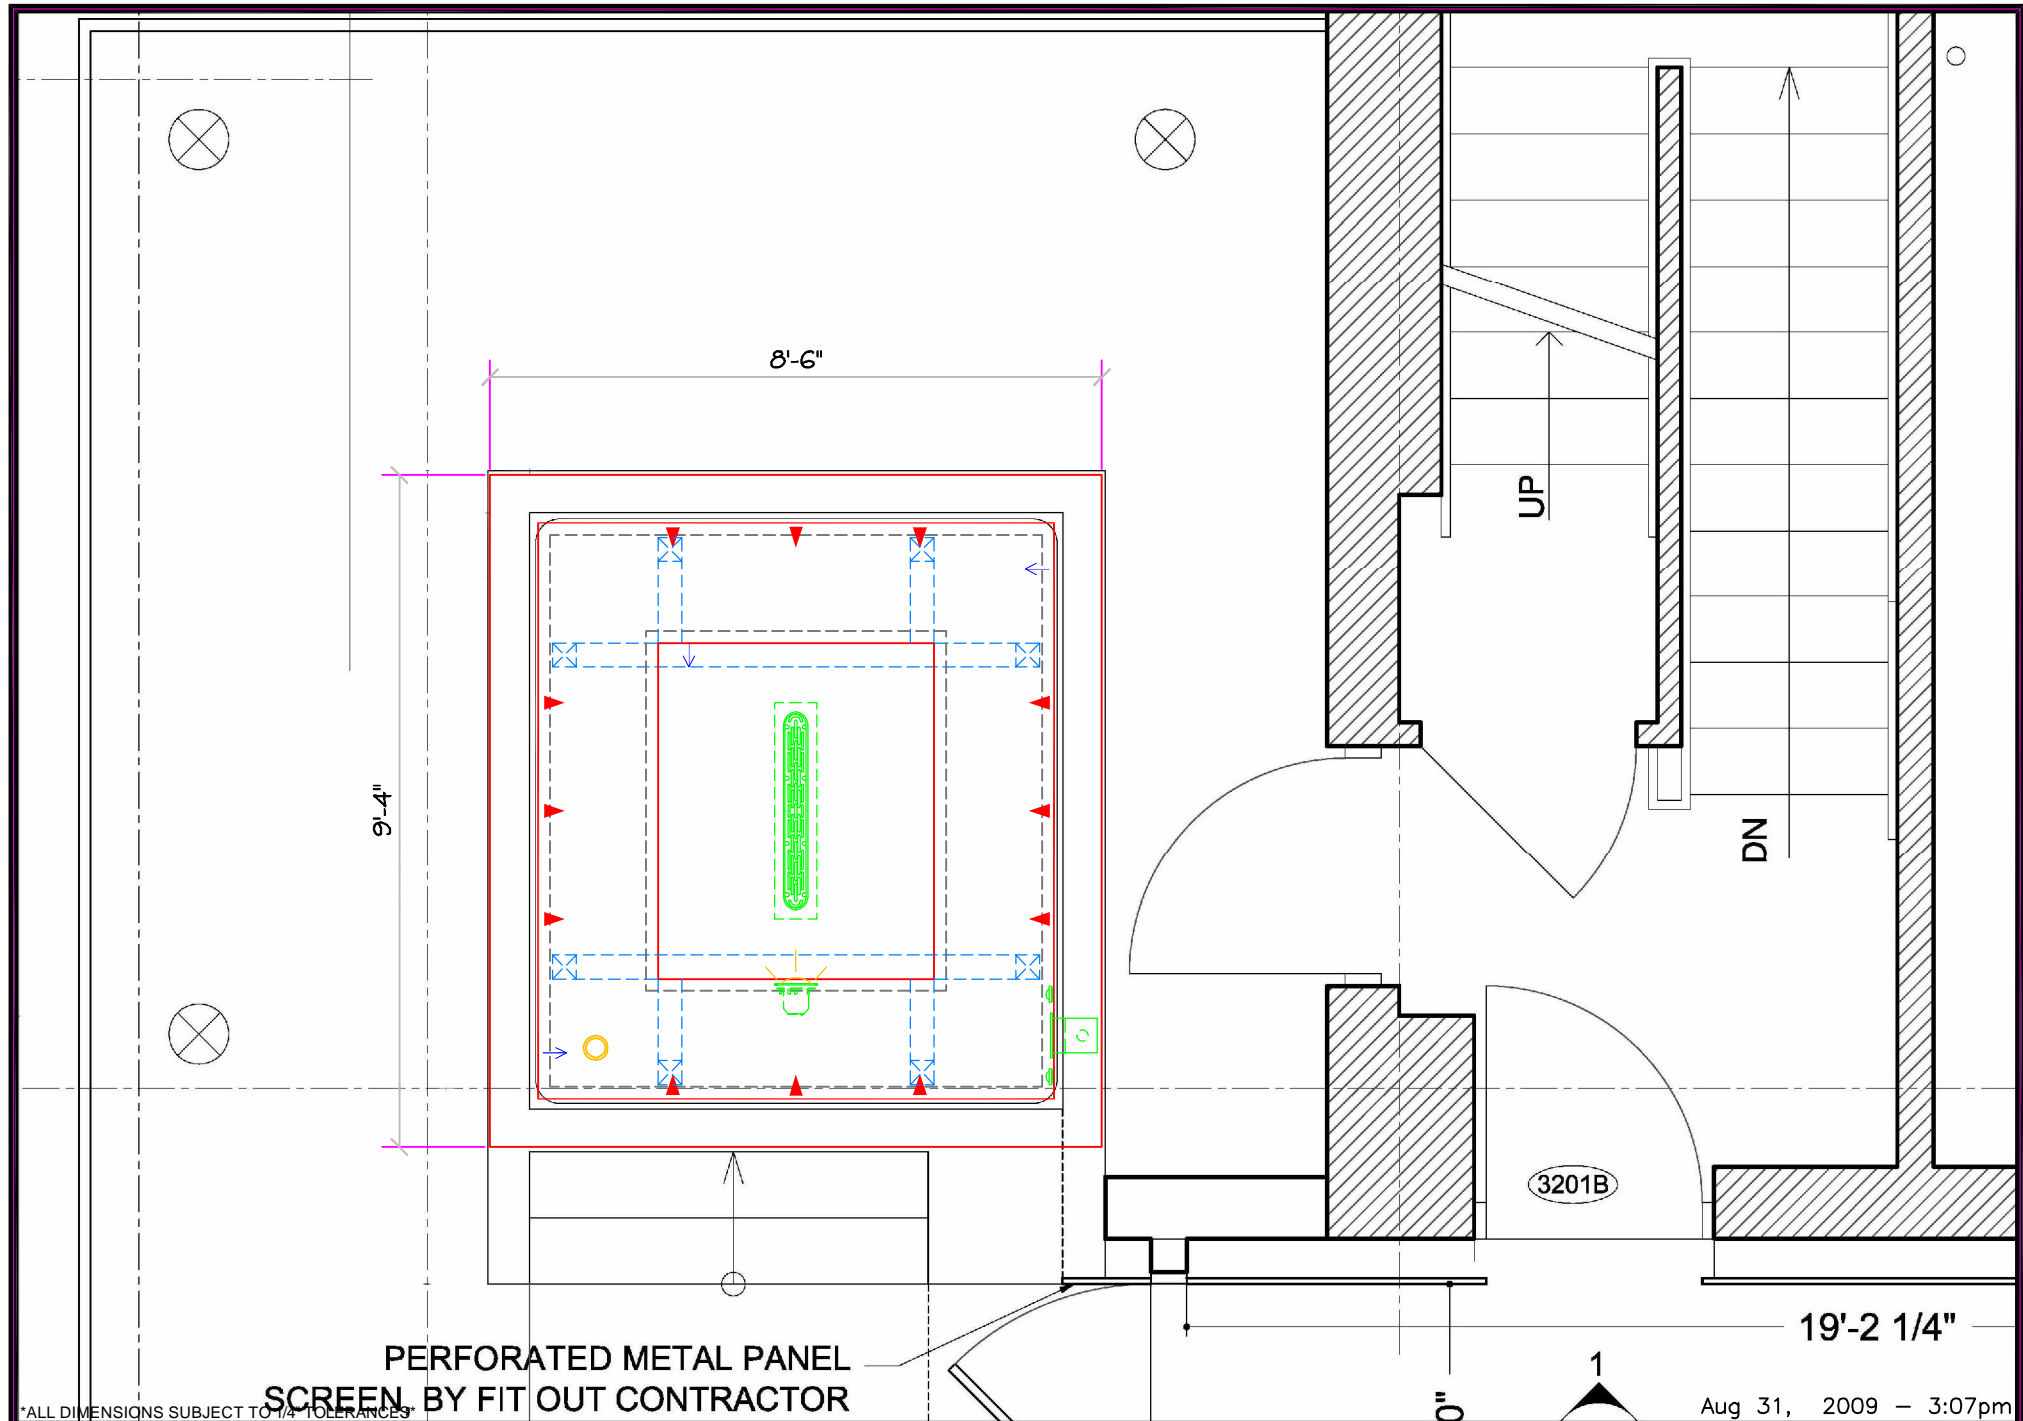 8'-6"
9'-4"
UP
DN
3201B
19'-2 1/4"
PERFORATED METAL PANEL
SCREEN, BY FIT OUT CONTRACTOR
1
0"
*ALL DIMENSIONS SUBJECT TO 1/4" TOLERANCES*
Aug 31, 2009 – 3:07pm